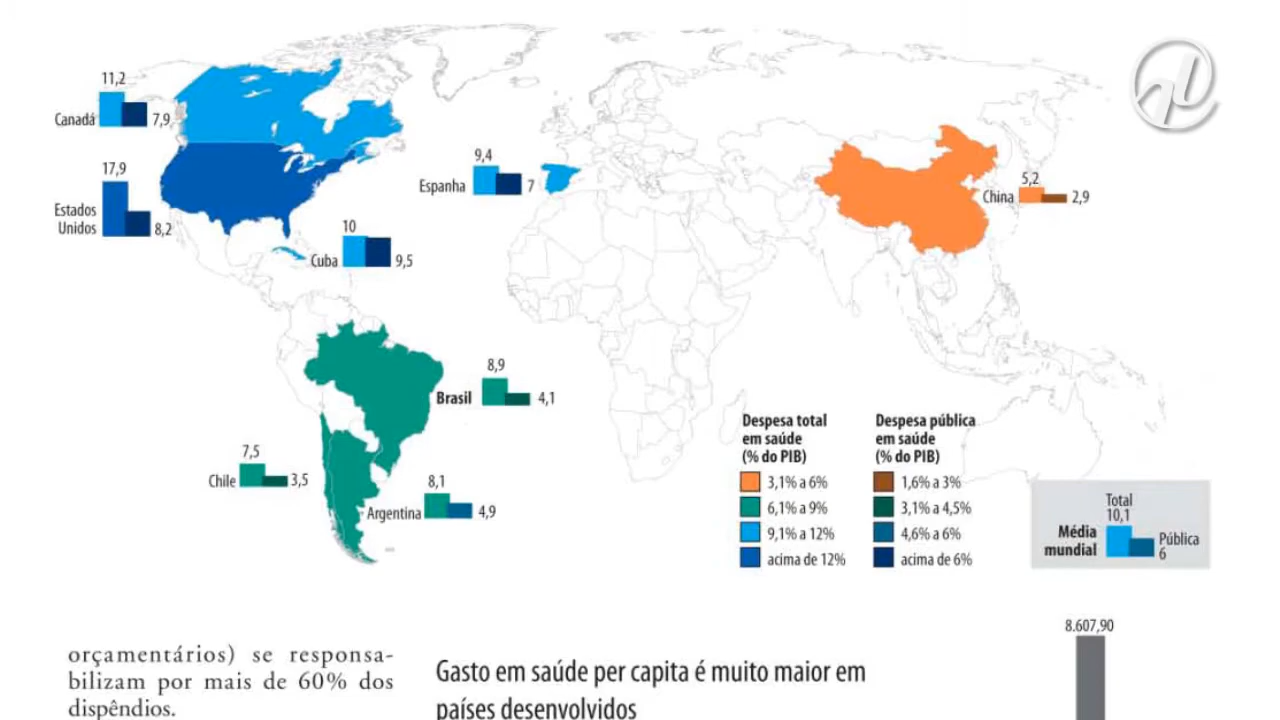 11,2
Canadá
7,9
17,9
Estados
Unidos
8,2
10
Cuba
9,5
9,4
Espanha
7
5,2
China
2,9
8,9
Brasil
4,1
7,5
Chile
3,5
8,1
Argentina
4,9
Despesa total
em saúde
(% do PIB)
3,1% a 6%
6,1% a 9%
9,1% a 12%
acima de 12%
Despesa pública
em saúde
(% do PIB)
1,6% a 3%
3,1% a 4,5%
4,6% a 6%
acima de 6%
Total
10,1
Média
mundial
Pública
6
orçamentários) se responsa-
bilizam por mais de 60% dos
dispêndios.
Gasto em saúde per capita é muito maior em
países desenvolvidos
8.607,90